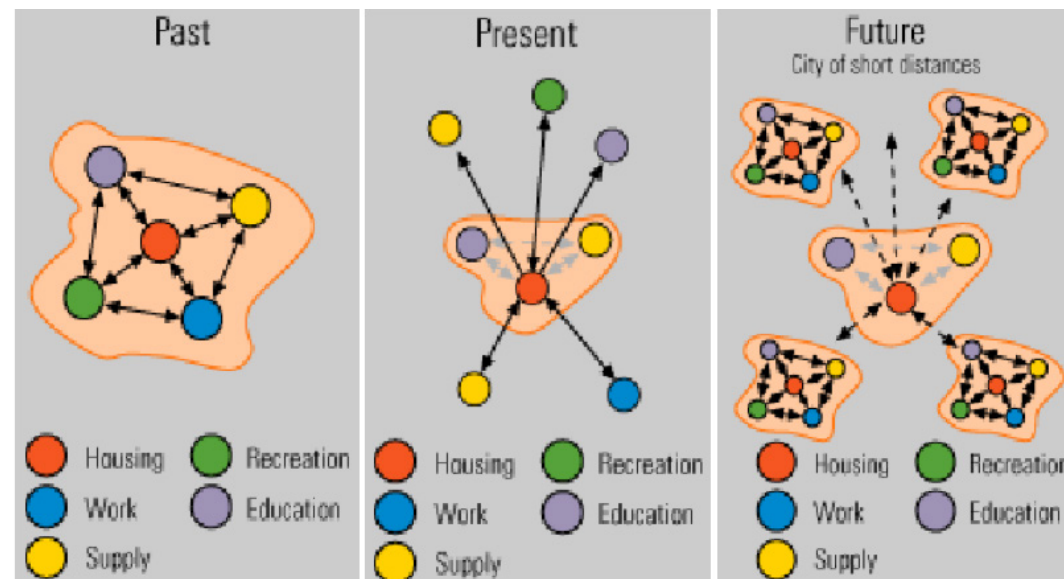 Past
Housing
Recreation
Work
Education
Supply
Present
Housing
Recreation
Work
Education
Supply
Future
City of short distances
Housing
Recreation
Work
Education
Supply